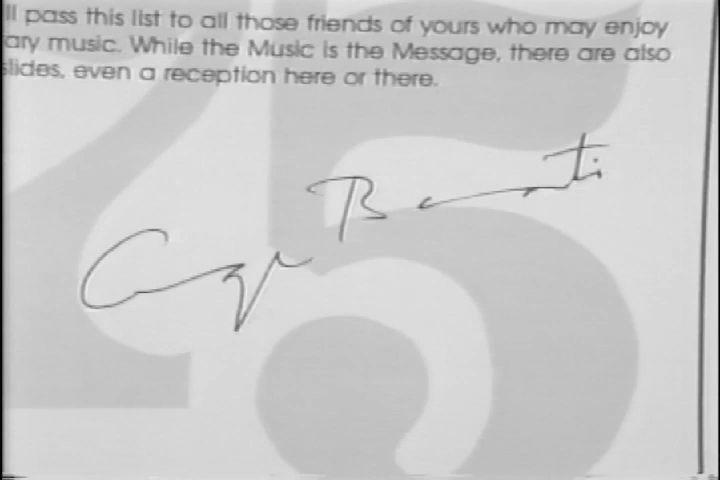 ll pass this list to all those friends of yours who may enjoy
ary music. While the Music is the Message, there are also
slides, even a reception here or there.
25